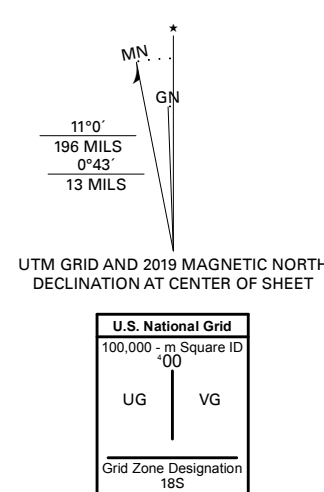 ★
MN
GN
11°0´
196 MILS
0°43´
13 MILS
UTM GRID AND 2019 MAGNETIC NORTH
DECLINATION AT CENTER OF SHEET
U.S. National Grid
100,000 - m Square ID
⁴00
UG VG
Grid Zone Designation
18S